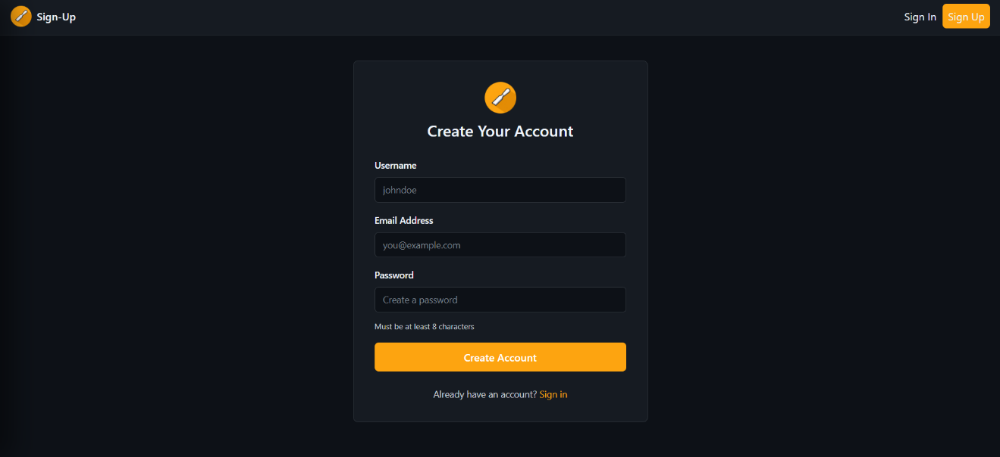 Sign-Up
Sign In
Sign Up
Create Your Account
Username
johndoe
Email Address
you@example.com
Password
Create a password
Must be at least 8 characters
Create Account
Already have an account? Sign in